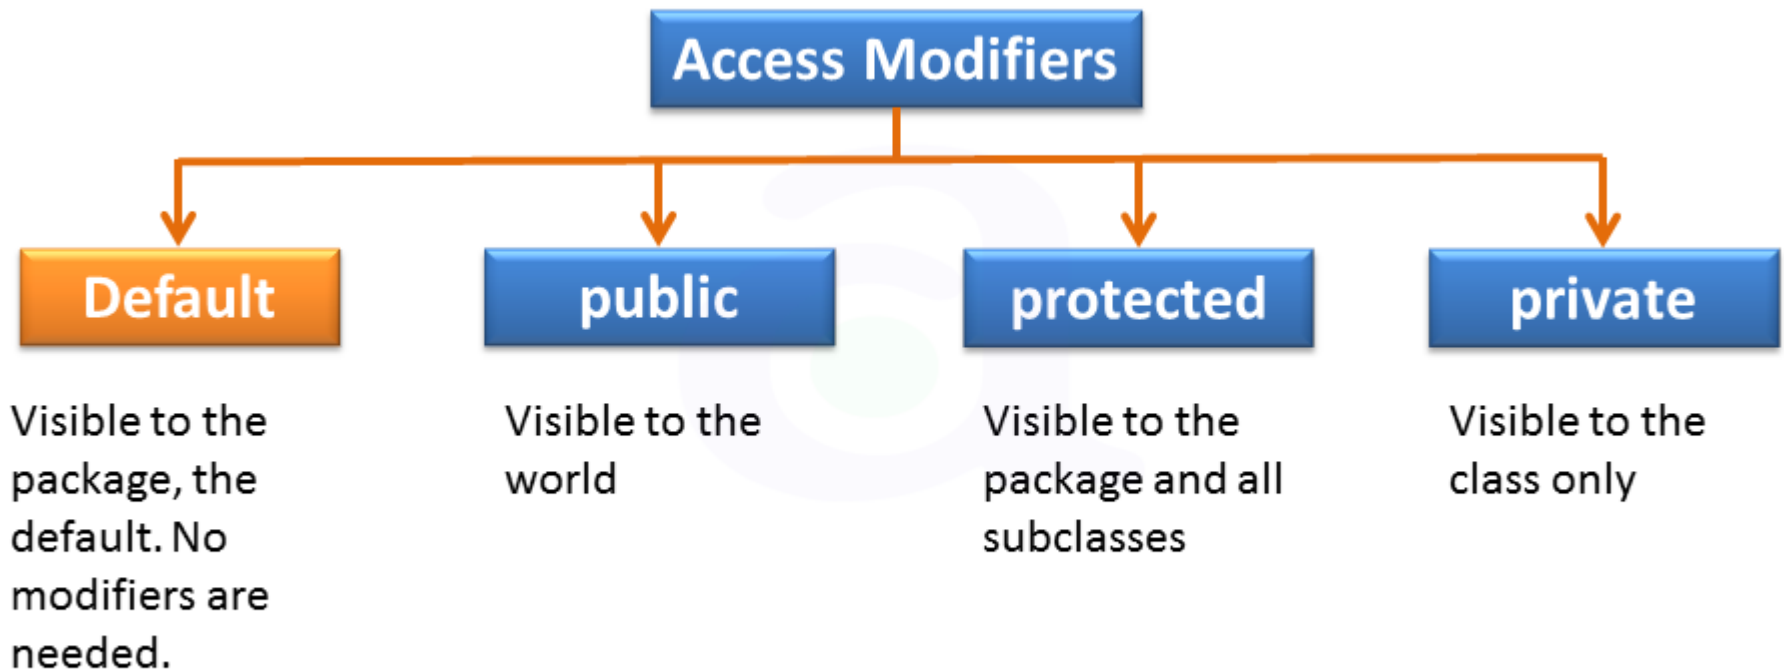 Access Modifiers
Default
public
protected
private
Visible to the
package, the
default. No
modifiers are
needed.
Visible to the
world
Visible to the
package and all
subclasses
Visible to the
class only